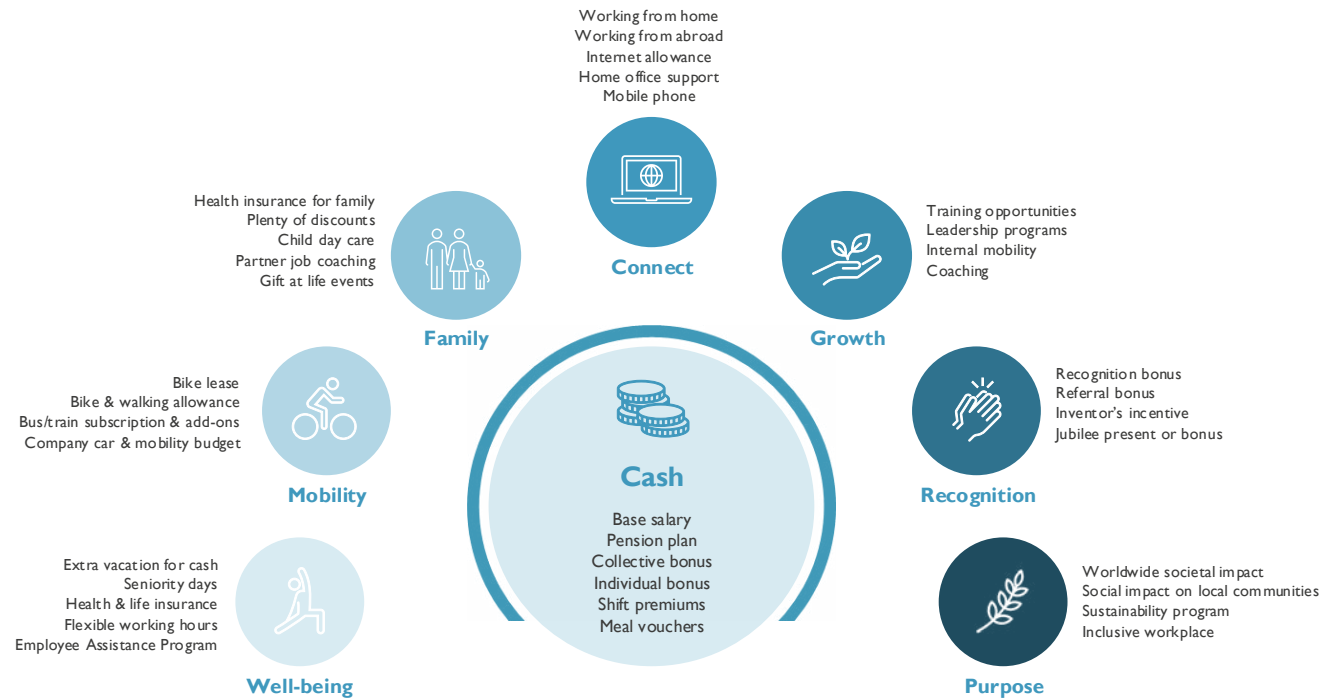 Working from home
Working from abroad
Internet allowance
Home office support
Mobile phone
Connect
Health insurance for family
Plenty of discounts
Child day care
Partner job coaching
Gift at life events
Family
Training opportunities
Leadership programs
Internal mobility
Coaching
Growth
Bike lease
Bike & walking allowance
Bus/train subscription & add-ons
Company car & mobility budget
Mobility
Cash
Base salary
Pension plan
Collective bonus
Individual bonus
Shift premiums
Meal vouchers
Recognition bonus
Referral bonus
Inventor's incentive
Jubilee present or bonus
Recognition
Extra vacation for cash
Seniority days
Health & life insurance
Flexible working hours
Employee Assistance Program
Well-being
Worldwide societal impact
Social impact on local communities
Sustainability program
Inclusive workplace
Purpose